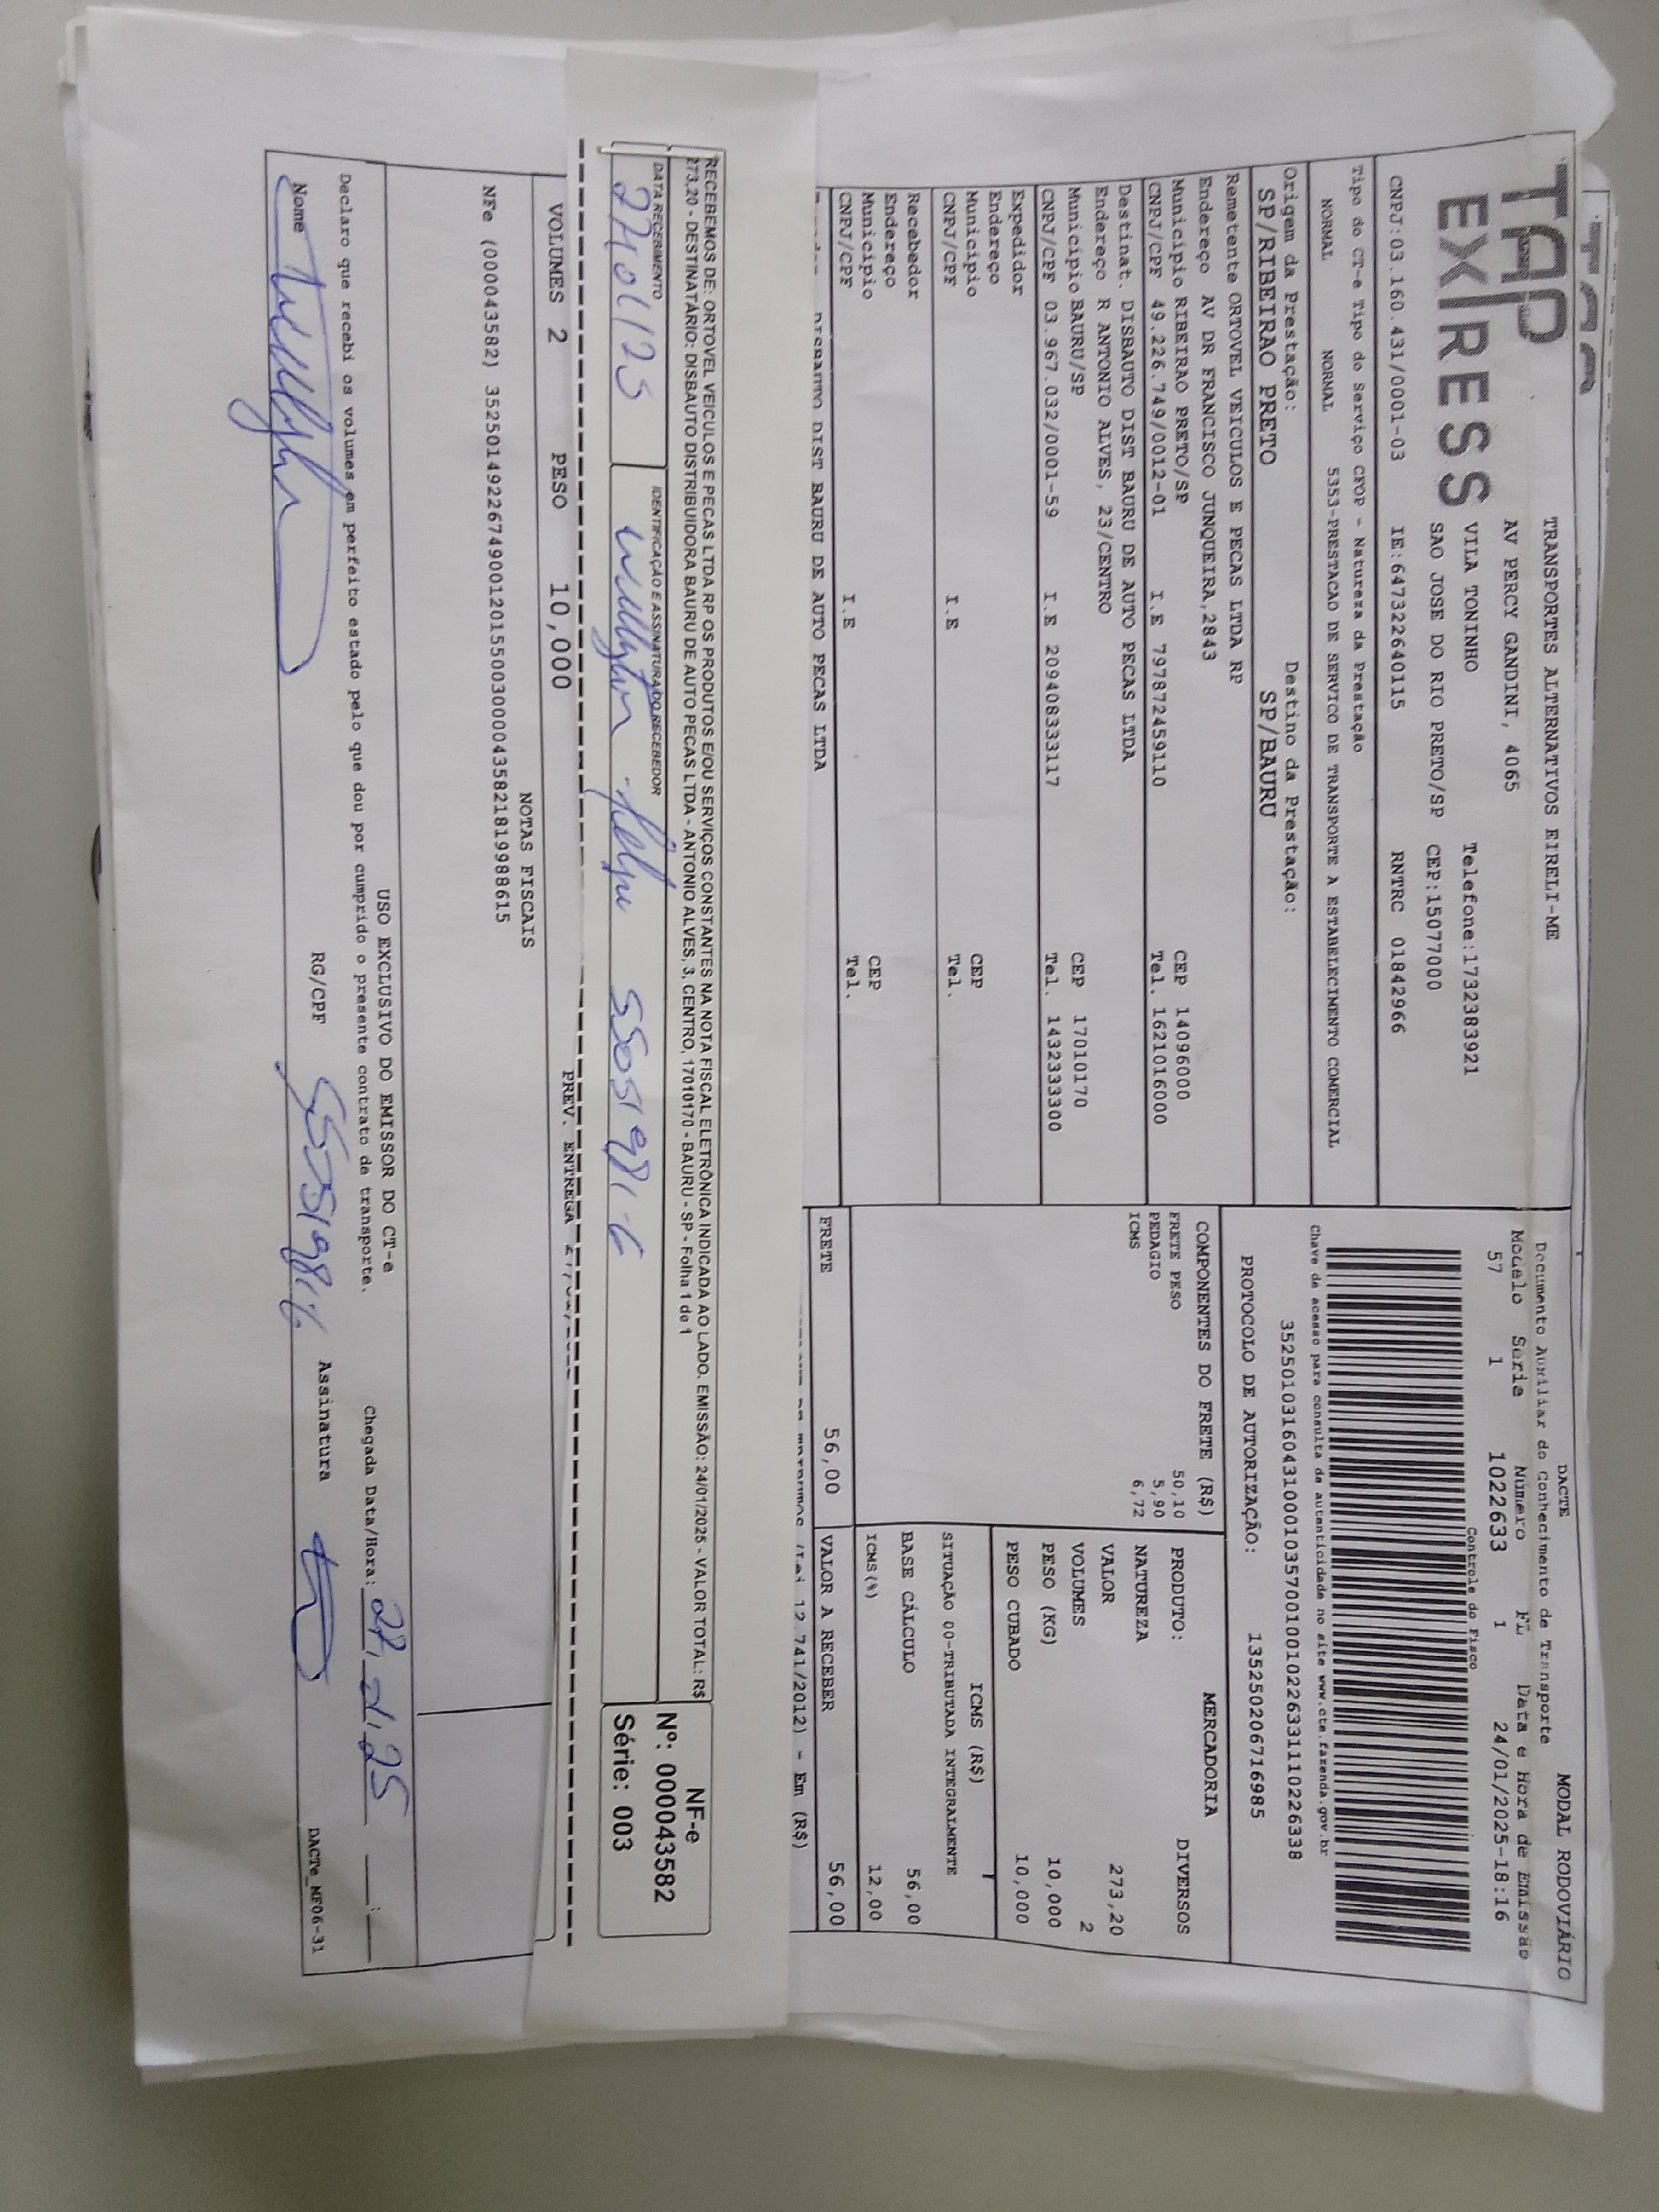 TAP
EXPRESS
TRANSPORTES ALTERNATIVOS EIRELI-ME
AV PERCY GANDINI, 4065
VILA TONINHO Telefone:1732383921
SAO JOSE DO RIO PRETO/SP CEP:15077000
CNPJ:03.160.431/0001-03 IE:647322640115 RNTRC 01842966
Tipo do CT-e Tipo do Serviço CFOP - Natureza da Prestação
NORMAL NORMAL 5353-PRESTACAO DE SERVICO DE TRANSPORTE A ESTABELECIMENTO COMERCIAL
Origem da Prestação: Destino da Prestação:
SP/RIBEIRAO PRETO SP/BAURU
Remetente ORTOVEL VEICULOS E PECAS LTDA RP
Endereço AV DR FRANCISCO JUNQUEIRA,2843
Municipio RIBEIRAO PRETO/SP CEP 14096000
CNPJ/CPF 49.226.749/0012-01 I.E 797872459110 Tel. 1621016000
Destinat. DISBAUTO DIST BAURU DE AUTO PECAS LTDA
Endereço R ANTONIO ALVES, 23/CENTRO
Municipio BAURU/SP CEP 17010170
CNPJ/CPF 03.967.032/0001-59 I.E 209408333117 Tel. 1432333300
Expedidor
Endereço
Municipio CEP
CNPJ/CPF I.E Tel.
Recebedor
Endereço
Municipio CEP
CNPJ/CPF I.E Tel.
DISBAUTO DIST BAURU DE AUTO PECAS LTDA
DACTE MODAL RODOVIÁRIO
Documento Auxiliar do Conhecimento de Transporte
Modelo Serie Número FL Data e Hora de Emissão
57 1 1022633 1 24/01/2025-18:16
Controle do Fisco
Chave de acesso para consulta de autenticidade no site www.cte.fazenda.gov.br
35250103160431000103570010010226331110226338
PROTOCOLO DE AUTORIZAÇÃO: 135250206716985
COMPONENTES DO FRETE (R$)
FRETE PESO 50,10
PEDAGIO 5,90
ICMS 6,72
MERCADORIA
PRODUTO: DIVERSOS
NATUREZA
VALOR 273,20
VOLUMES 2
PESO (KG) 10,000
PESO CUBADO 10,000
ICMS (R$)
SITUAÇÃO 00-TRIBUTADA INTEGRALMENTE
BASE CÁLCULO 56,00
ICMS(%) 12,00
FRETE 56,00 VALOR A RECEBER 56,00
(Lei 12.741/2012) - Em (R$)
RECEBEMOS DE: ORTOVEL VEICULOS E PECAS LTDA RP OS PRODUTOS E/OU SERVIÇOS CONSTANTES NA NOTA FISCAL ELETRÔNICA INDICADA AO LADO. EMISSÃO: 24/01/2025 - VALOR TOTAL: R$
273,20 - DESTINATÁRIO: DISBAUTO DISTRIBUIDORA BAURU DE AUTO PECAS LTDA - ANTONIO ALVES, 3, CENTRO, 17010170 - BAURU - SP - Folha 1 de 1
DATA RECEBIMENTO IDENTIFICAÇÃO E ASSINATURA DO RECEBEDOR
NF-e
Nº: 000043582
Série: 003
VOLUMES 2 PESO 10,000 PREV. ENTREGA
NOTAS FISCAIS
NFe (000043582) 35250149226749001201550030000435821819988615
USO EXCLUSIVO DO EMISSOR DO CT-e
Declaro que recebi os volumes em perfeito estado pelo que dou por cumprido o presente contrato de transporte. Chegada Data/Hora:
Nome RG/CPF Assinatura
DACTe_MF06-31